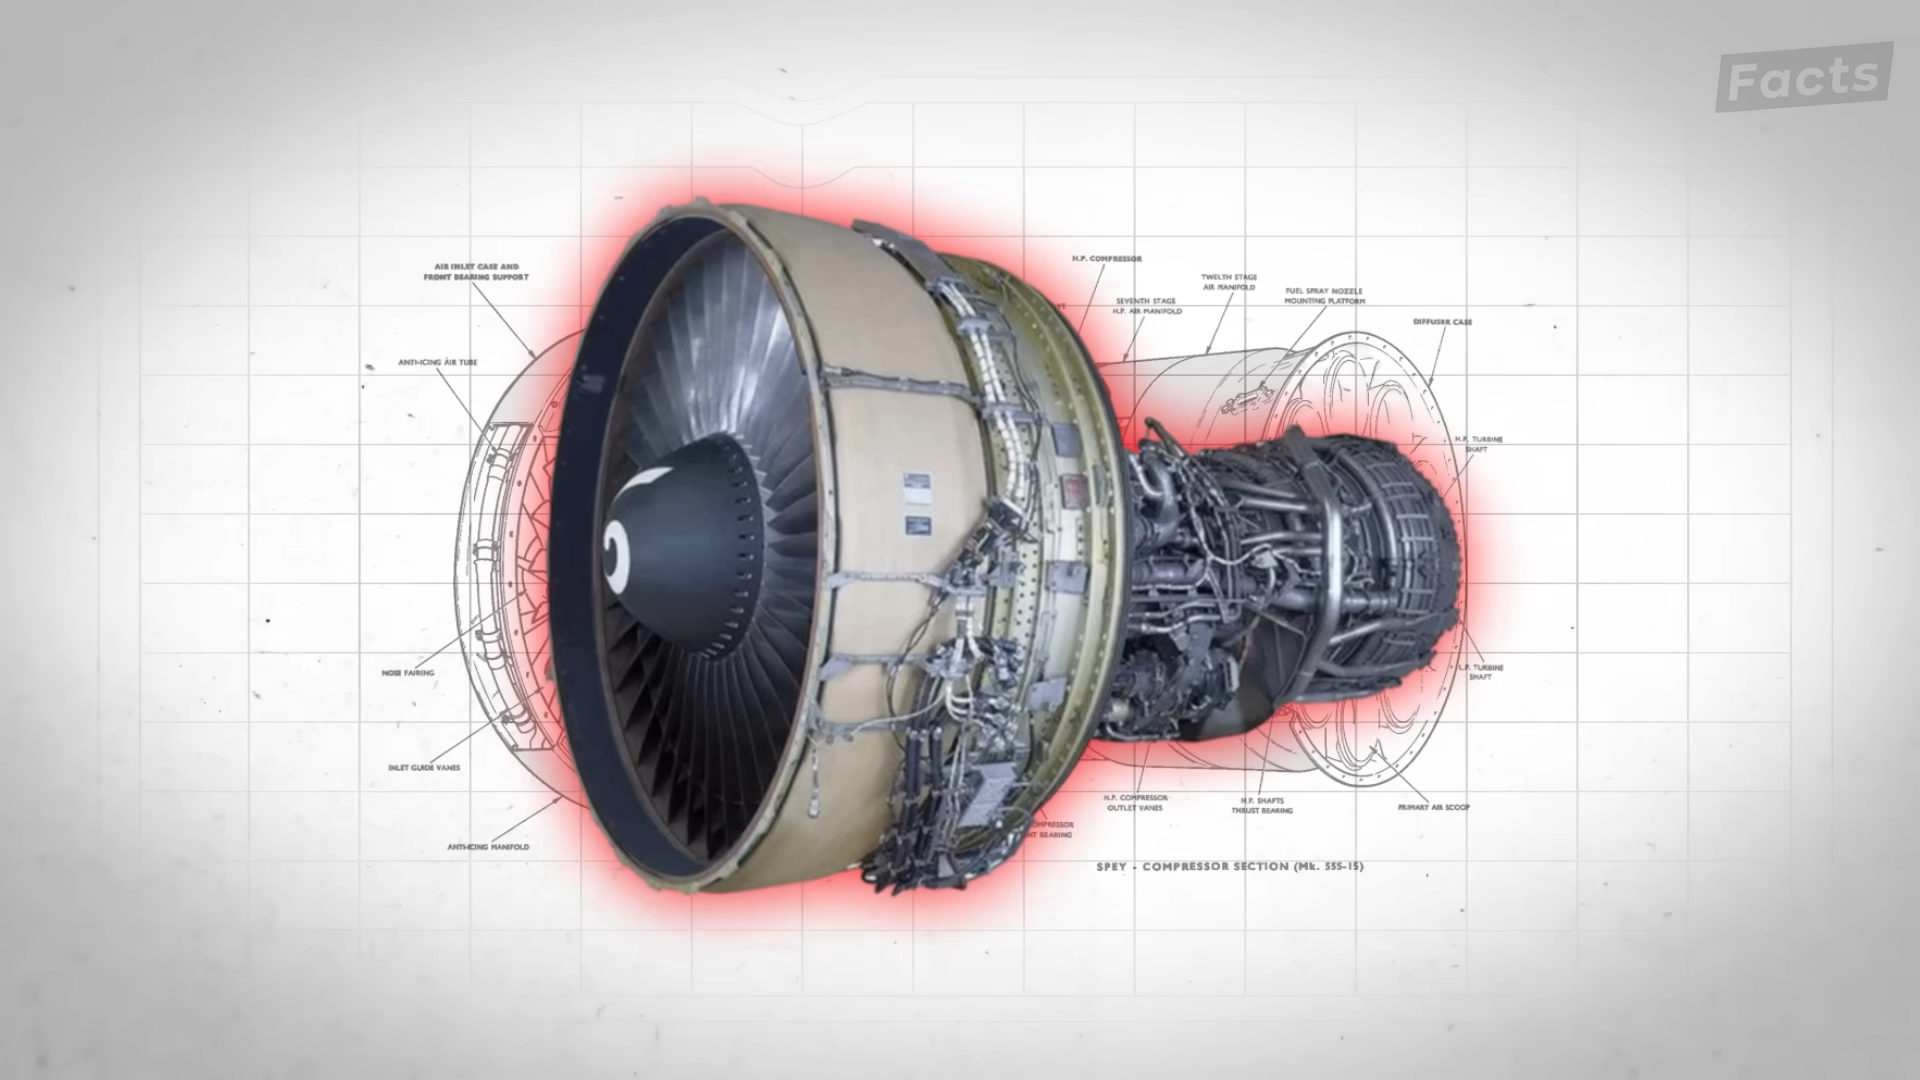 Facts
AIR INLET CASE AND
FRONT BEARING SUPPORT
H.P. COMPRESSOR
TWELTH STAGE
AIR MANIFOLD
SEVENTH STAGE
H.P. AIR MANIFOLD
FUEL SPRAY NOZZLE
MOUNTING PLATFORM
DIFFUSER CASE
ANTI-ICING AIR TUBE
H.P. TURBINE
SHAFT
NOSE FAIRING
L.P. TURBINE
SHAFT
INLET GUIDE VANES
H.P. COMPRESSOR
OUTLET VANES
H.P. SHAFTS
THRUST BEARING
PRIMARY AIR SCOOP
BEARING
ANTI-ICING MANIFOLD
SPEY - COMPRESSOR SECTION (Mk. 555-15)